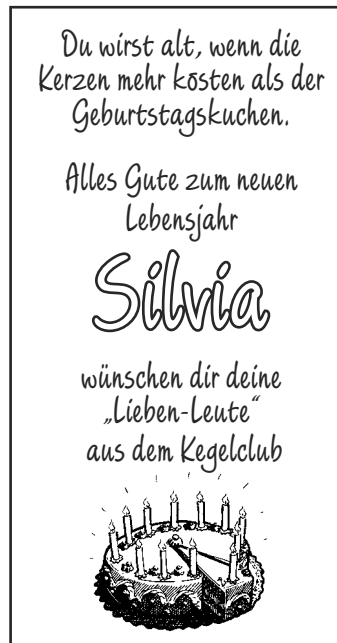 Du wirst alt, wenn die
Kerzen mehr kosten als der
Geburtstagskuchen.
Alles Gute zum neuen
Lebensjahr
Silvia
wünschen dir deine
„Lieben-Leute“
aus dem Kegelclub